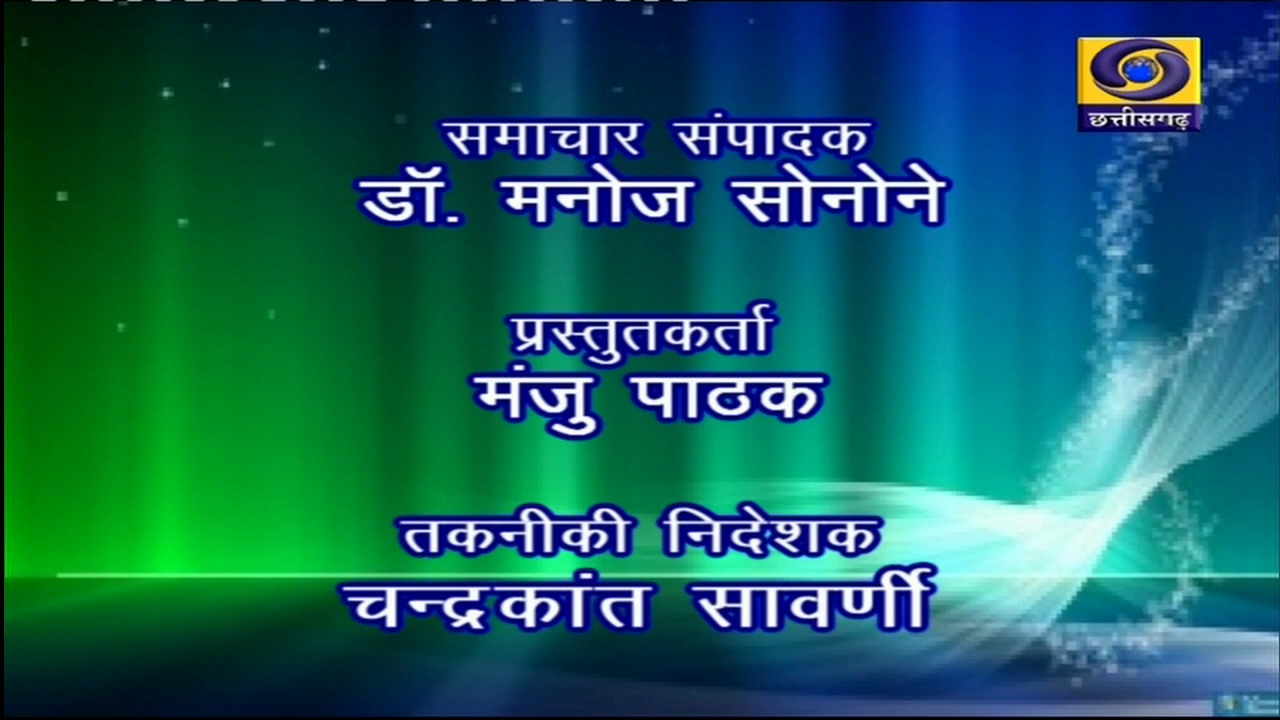 छत्तीसगढ़
समाचार संपादक
डॉ. मनोज सोनोने
प्रस्तुतकर्ता
मंजु पाठक
तकनीकी निदेशक
चन्द्रकांत सावर्णी